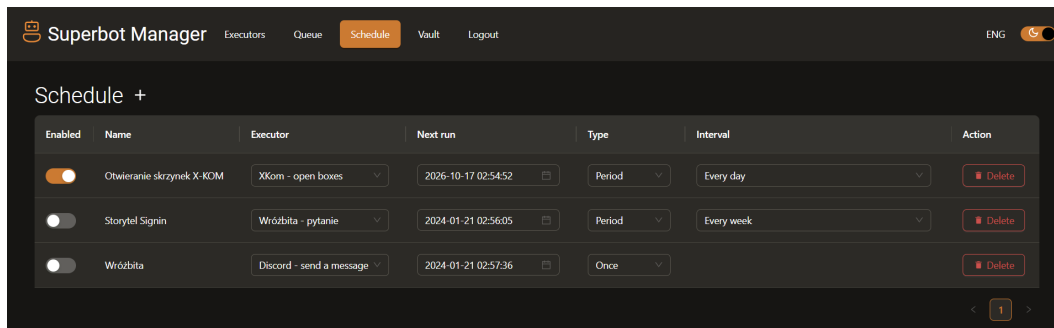 Superbot Manager Executors Queue Schedule Vault Logout ENG
Schedule +
Enabled Name Executor Next run Type Interval Action
Otwieranie skrzynek X-KOM XKom - open boxes 2026-10-17 02:54:52 Period Every day Delete
Storytel Signin Wróżbita - pytanie 2024-01-21 02:56:05 Period Every week Delete
Wróżbita Discord - send a message 2024-01-21 02:57:36 Once Delete
< 1 >